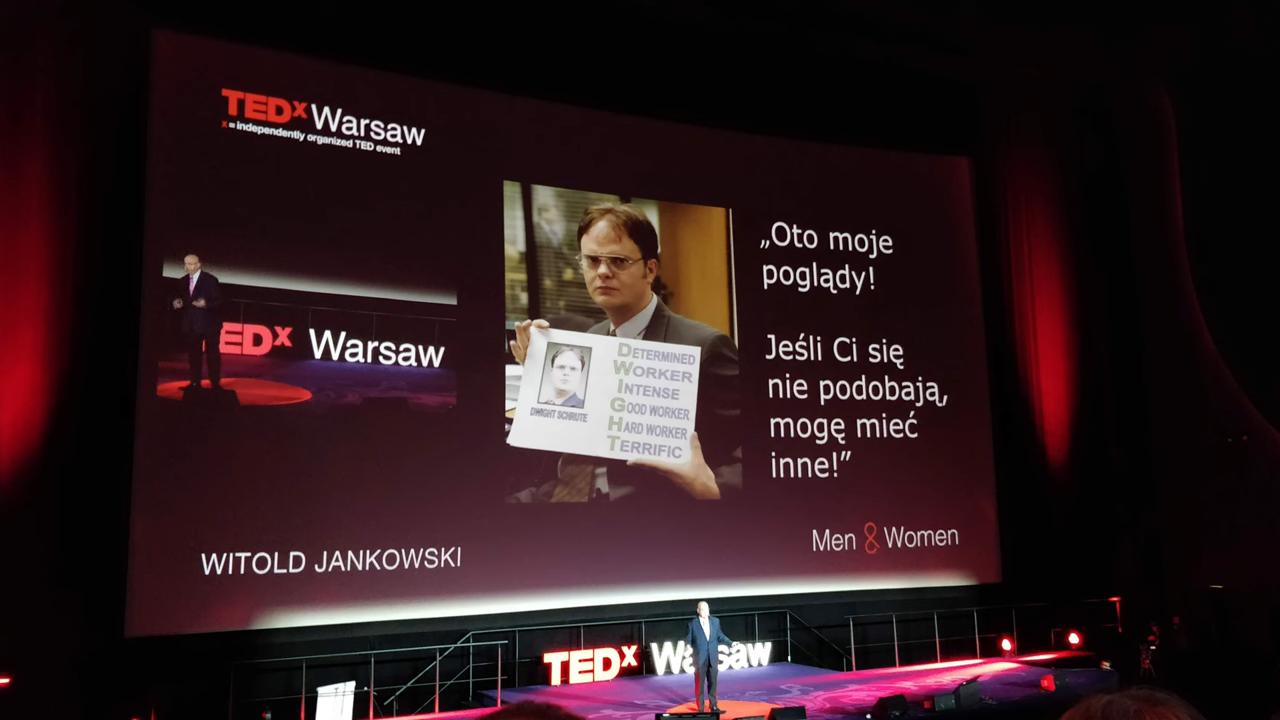 TEDx Warsaw
x = independently organized TED event
TEDx Warsaw
„Oto moje
poglądy!
Jeśli Ci się
nie podobają,
mogę mieć
inne!”
DETERMINED
WORKER
INTENSE
GOOD WORKER
HARD WORKER
TERRIFIC
DWIGHT SCHRUTE
WITOLD JANKOWSKI
Men & Women
TEDx Warsaw